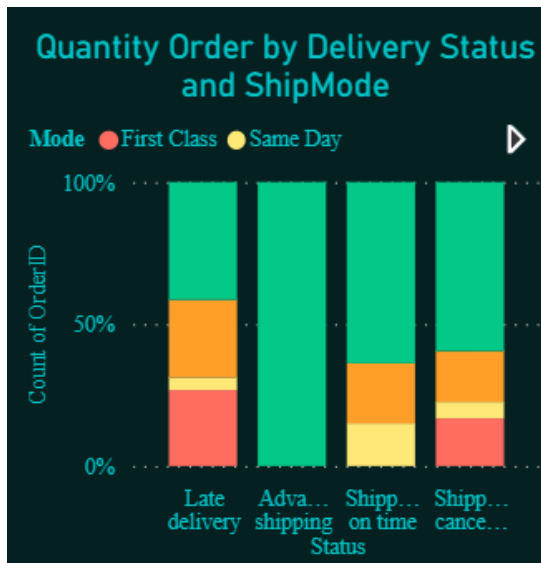 Quantity Order by Delivery Status
and ShipMode
Mode First Class Same Day
100%
50%
0%
Count of OrderID
Late Adva... Shipp... Shipp...
delivery shipping on time cance...
Status